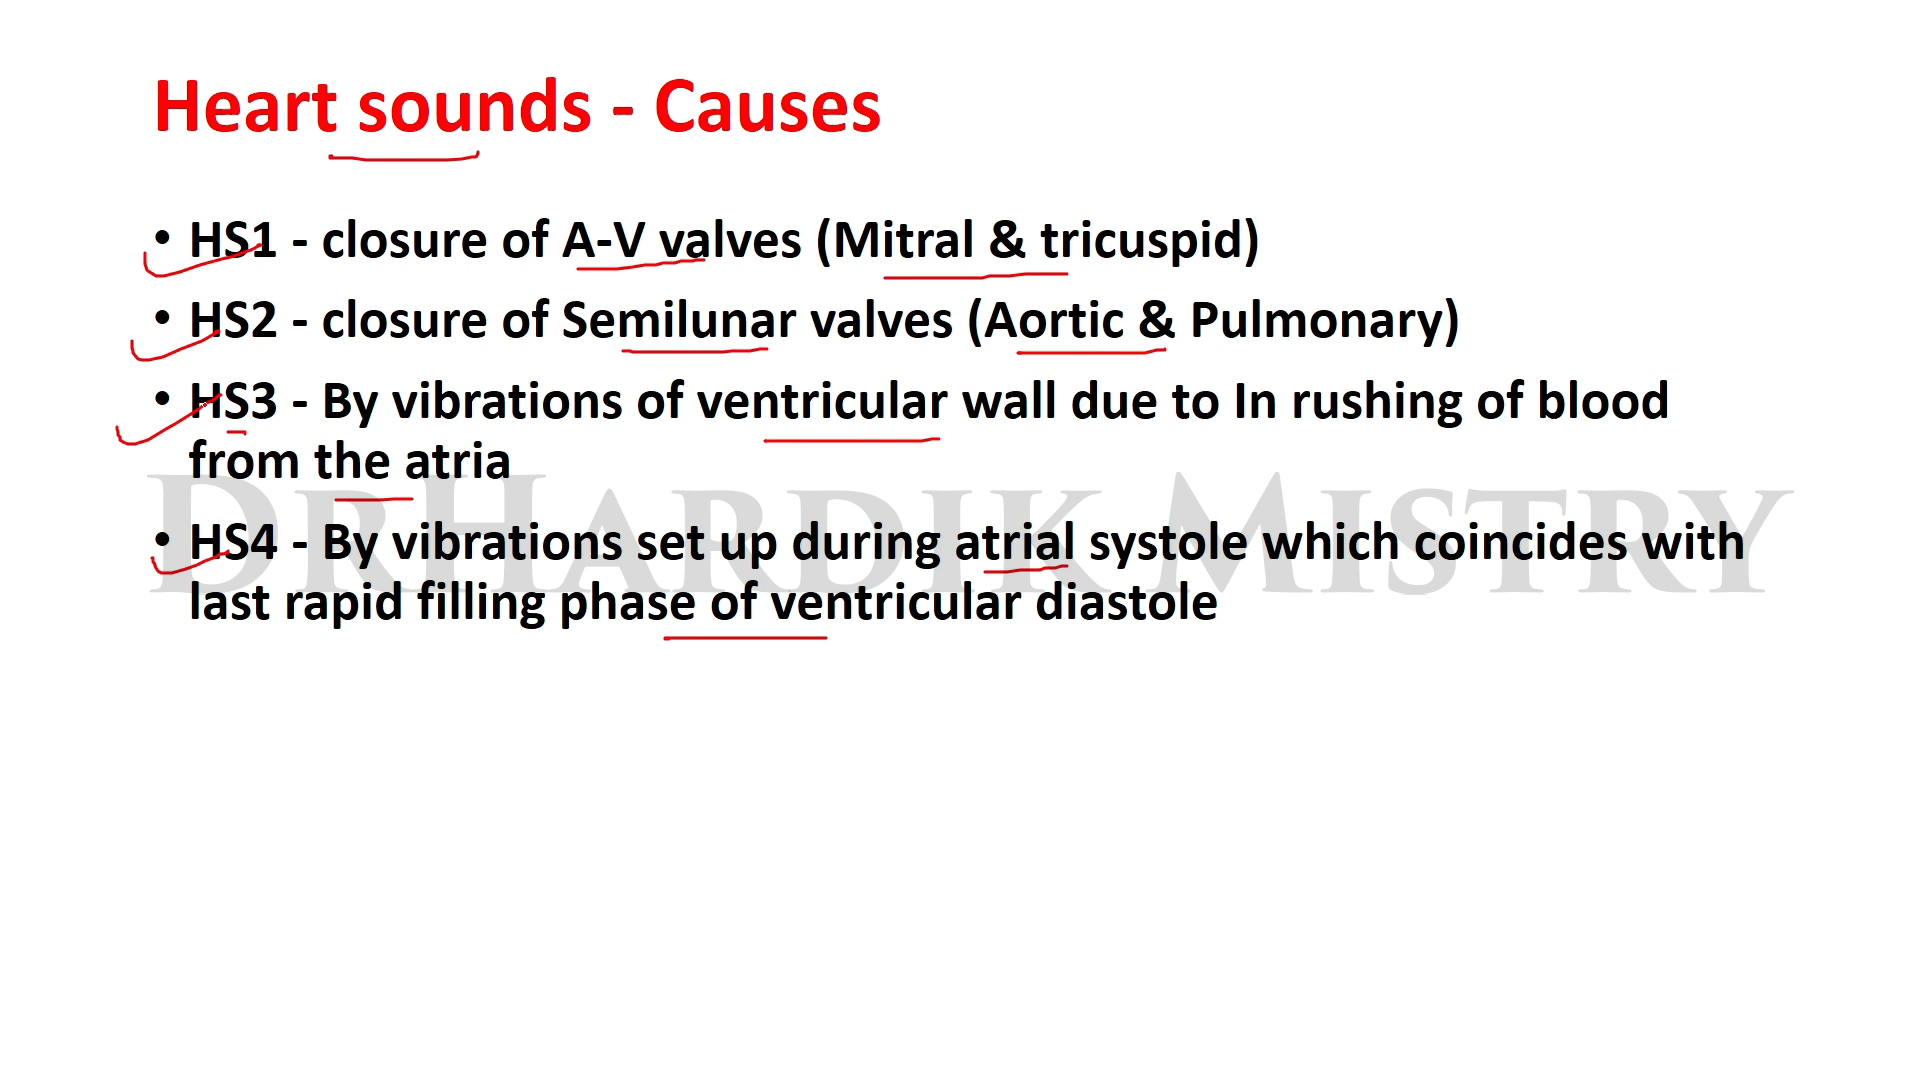 Heart sounds - Causes
• HS1 - closure of A-V valves (Mitral & tricuspid)
• HS2 - closure of Semilunar valves (Aortic & Pulmonary)
• HS3 - By vibrations of ventricular wall due to In rushing of blood
from the atria
DrHardik Mistry
• HS4 - By vibrations set up during atrial systole which coincides with
last rapid filling phase of ventricular diastole